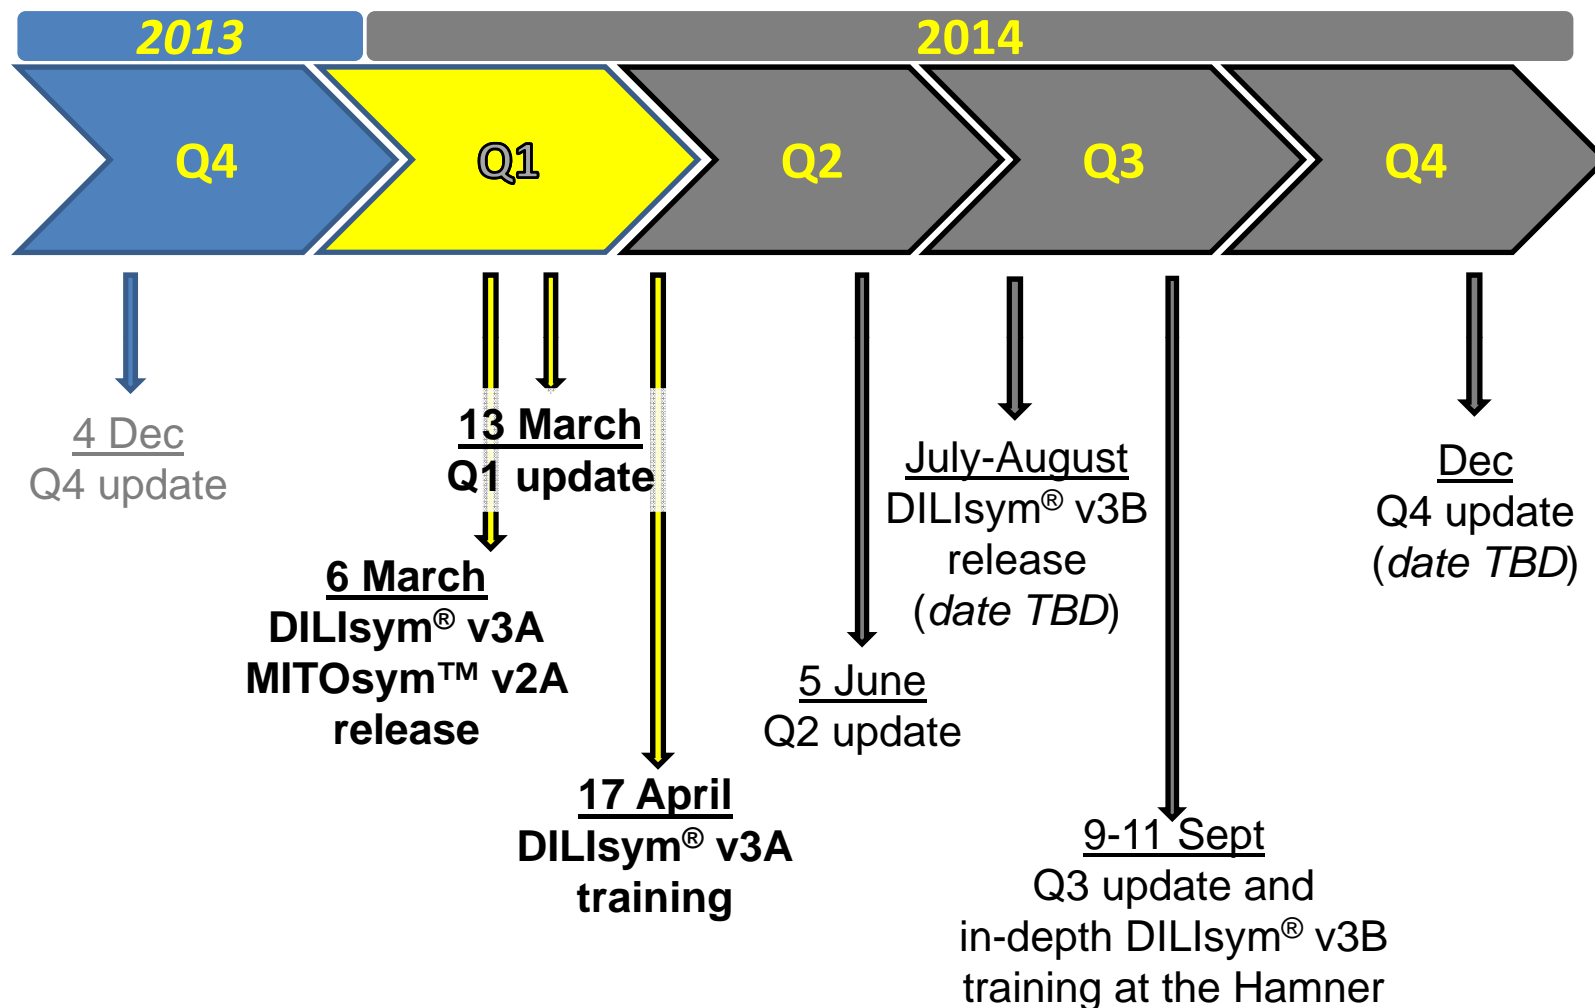 2013
2014
Q4
Q1
Q2
Q3
Q4
4 Dec
Q4 update
13 March
Q1 update
6 March
DILIsym® v3A
MITOsym™ v2A
release
17 April
DILIsym® v3A
training
5 June
Q2 update
July-August
DILIsym® v3B
release
(date TBD)
9-11 Sept
Q3 update and
in-depth DILIsym® v3B
training at the Hamner
Dec
Q4 update
(date TBD)